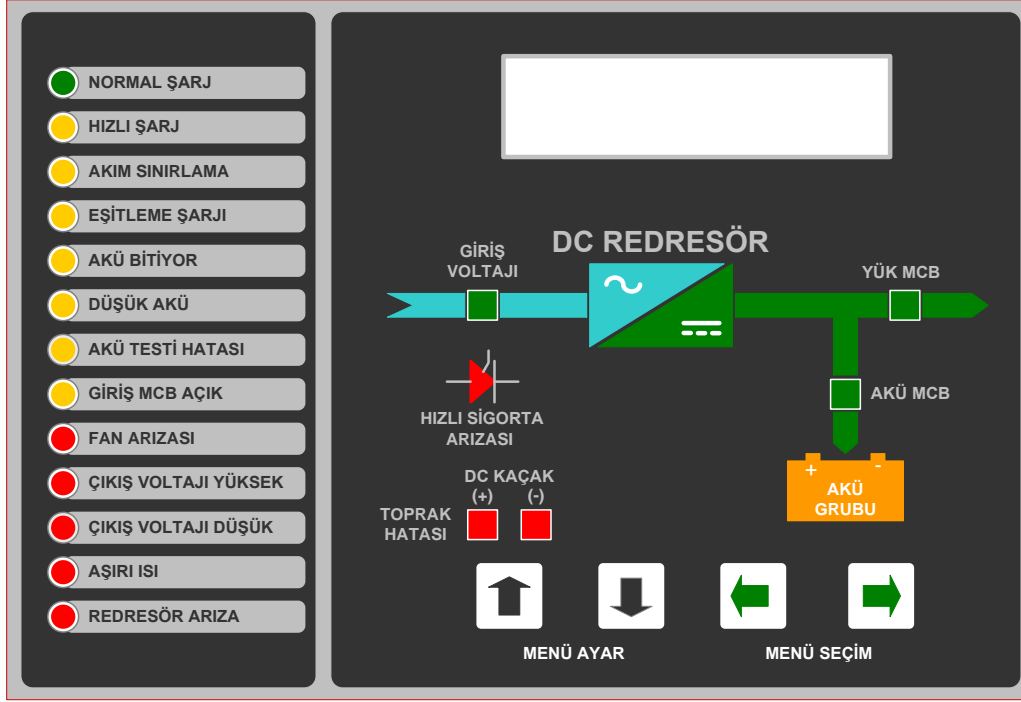 NORMAL ŞARJ
HIZLI ŞARJ
AKIM SINIRLAMA
EŞİTLEME ŞARJI
AKÜ BİTİYOR
DÜŞÜK AKÜ
AKÜ TESTİ HATASI
GİRİŞ MCB AÇIK
FAN ARIZASI
ÇIKIŞ VOLTAJI YÜKSEK
ÇIKIŞ VOLTAJI DÜŞÜK
AŞIRI ISI
REDRESÖR ARIZA
DC REDRESÖR
GİRİŞ
VOLTAJI
YÜK MCB
AKÜ MCB
HIZLI SİGORTA
ARIZASI
DC KAÇAK
(+) (-)
TOPRAK
HATASI
+ -
AKÜ
GRUBU
MENÜ AYAR
MENÜ SEÇİM